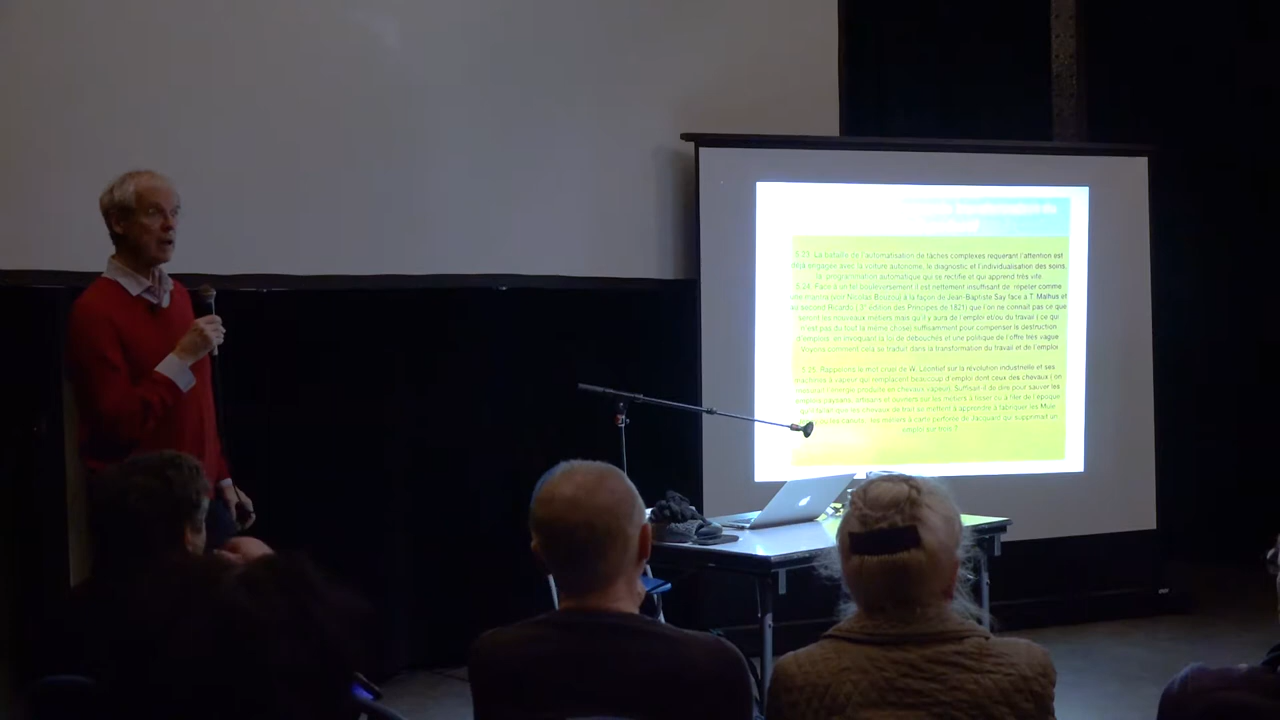 transformation du
5.23. La bataille de l'automatisation de tâches complexes requerant l'attention est
déjà engagée avec la voiture autonome, le diagnostic et l'individualisation des soins,
la programmation automatique qui se rectifie et qui apprend très vite
5.24. Face à un tel bouleversement il est nettement insuffisant de repeler comme
une mantra (voir Nicolas Bouzou) à la façon de Jean-Baptiste Say face à T. Malthus et
second Ricardo ( 3° édition des Principes de 1821) que l'on ne connait pas ce que
seront les nouveaux métiers mais qu'il y aura de l'emploi et/ou du travail ( ce qui
n'est pas du tout la même chose) suffisamment pour compenser la destruction
d'emplois, en invoquant la loi de débouchés et une politique de l'offre très vague
Voyons comment cela se traduit dans la transformation du travail et de l'emploi
5.25. Rappelons le mot cruel de W. Léontief sur la révolution industrielle et ses
machines à vapeur qui remplacent beaucoup d'emploi dont ceux des chevaux ( on
l'énergie produite en chevaux vapeur). Suffisait il de dire pour sauver les
emplois paysans, artisans et ouvriers sur les métiers à tisser ou à filer de l'époque
qu'il fallait que les chevaux de trait se mettent à apprendre à fabriquer les Mule
les métiers à carte perforée de Jacquard qui supprimait un
emploi sur trois ?